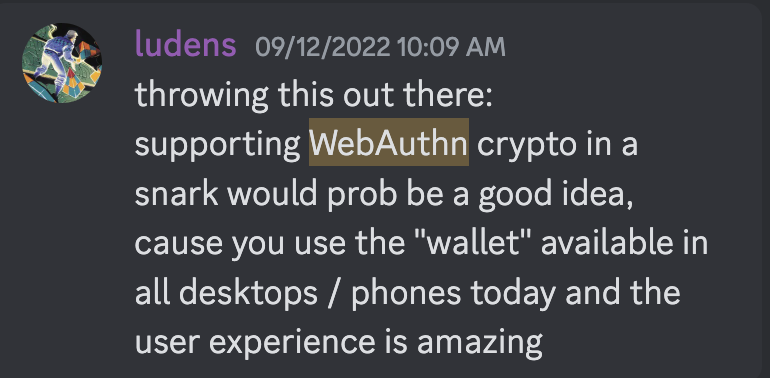 ludens 09/12/2022 10:09 AM
throwing this out there:
supporting WebAuthn crypto in a
snark would prob be a good idea,
cause you use the "wallet" available in
all desktops / phones today and the
user experience is amazing